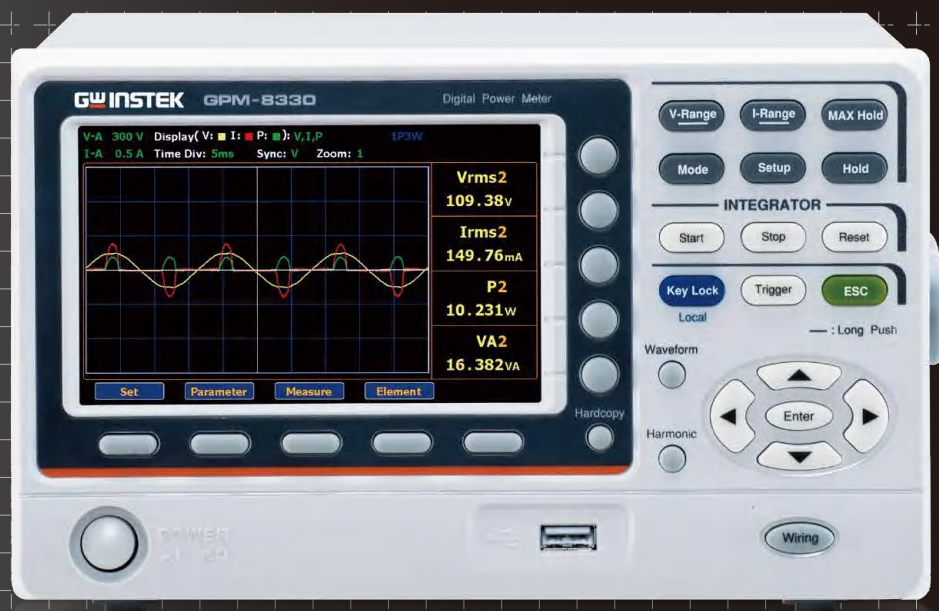 GWINSTEK GPM-8330 Digital Power Meter
V-A 300 V Display( V: I: P: ): V,I,P 1P3W
I-A 0.5 A Time Div: 5ms Sync: V Zoom: 1
Vrms2
109.38V
Irms2
149.76mA
P2
10.231W
VA2
16.382VA
Set Parameter Measure Element
Hardcopy
V-Range I-Range MAX Hold
Mode Setup Hold
INTEGRATOR
Start Stop Reset
Key Lock Trigger ESC
Local
: Long Push
Waveform
Enter
Harmonic
POWER
Wiring